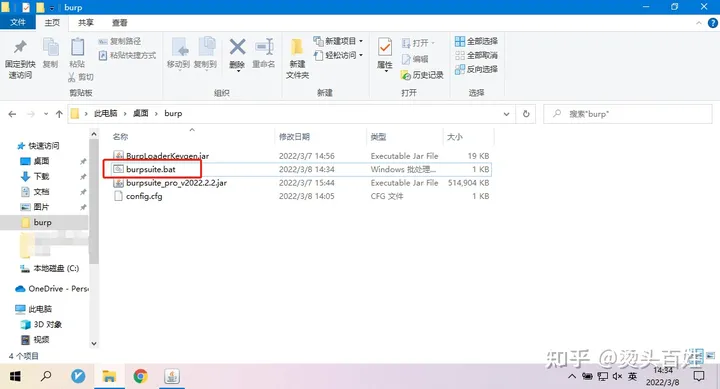 burp
文件 主页 共享 查看
固定到快速访问 复制 粘贴 复制路径 粘贴快捷方式 剪切 移动到 复制到 删除 重命名 新建文件夹 新建项目 轻松访问 属性 打开 编辑 历史记录 全部选择 全部取消 反向选择
剪贴板 组织 新建 打开 选择
此电脑 桌面 burp 搜索"burp"
名称 修改日期 类型 大小
快速访问
BurpLoaderKeygen.jar 2022/3/7 14:56 Executable Jar File 19 KB
桌面
burpsuite.bat 2022/3/8 14:34 Windows 批处理... 1 KB
下载
burpsuite_pro_v2022.2.2.jar 2022/3/7 15:44 Executable Jar File 514,904 KB
文档
config.cfg 2022/3/8 14:05 CFG 文件 1 KB
图片
burp
本地磁盘 (C:)
OneDrive - Pers
此电脑
3D 对象
视频
4 个项目
知乎 @烫头百姓
英 14:34
2022/3/8